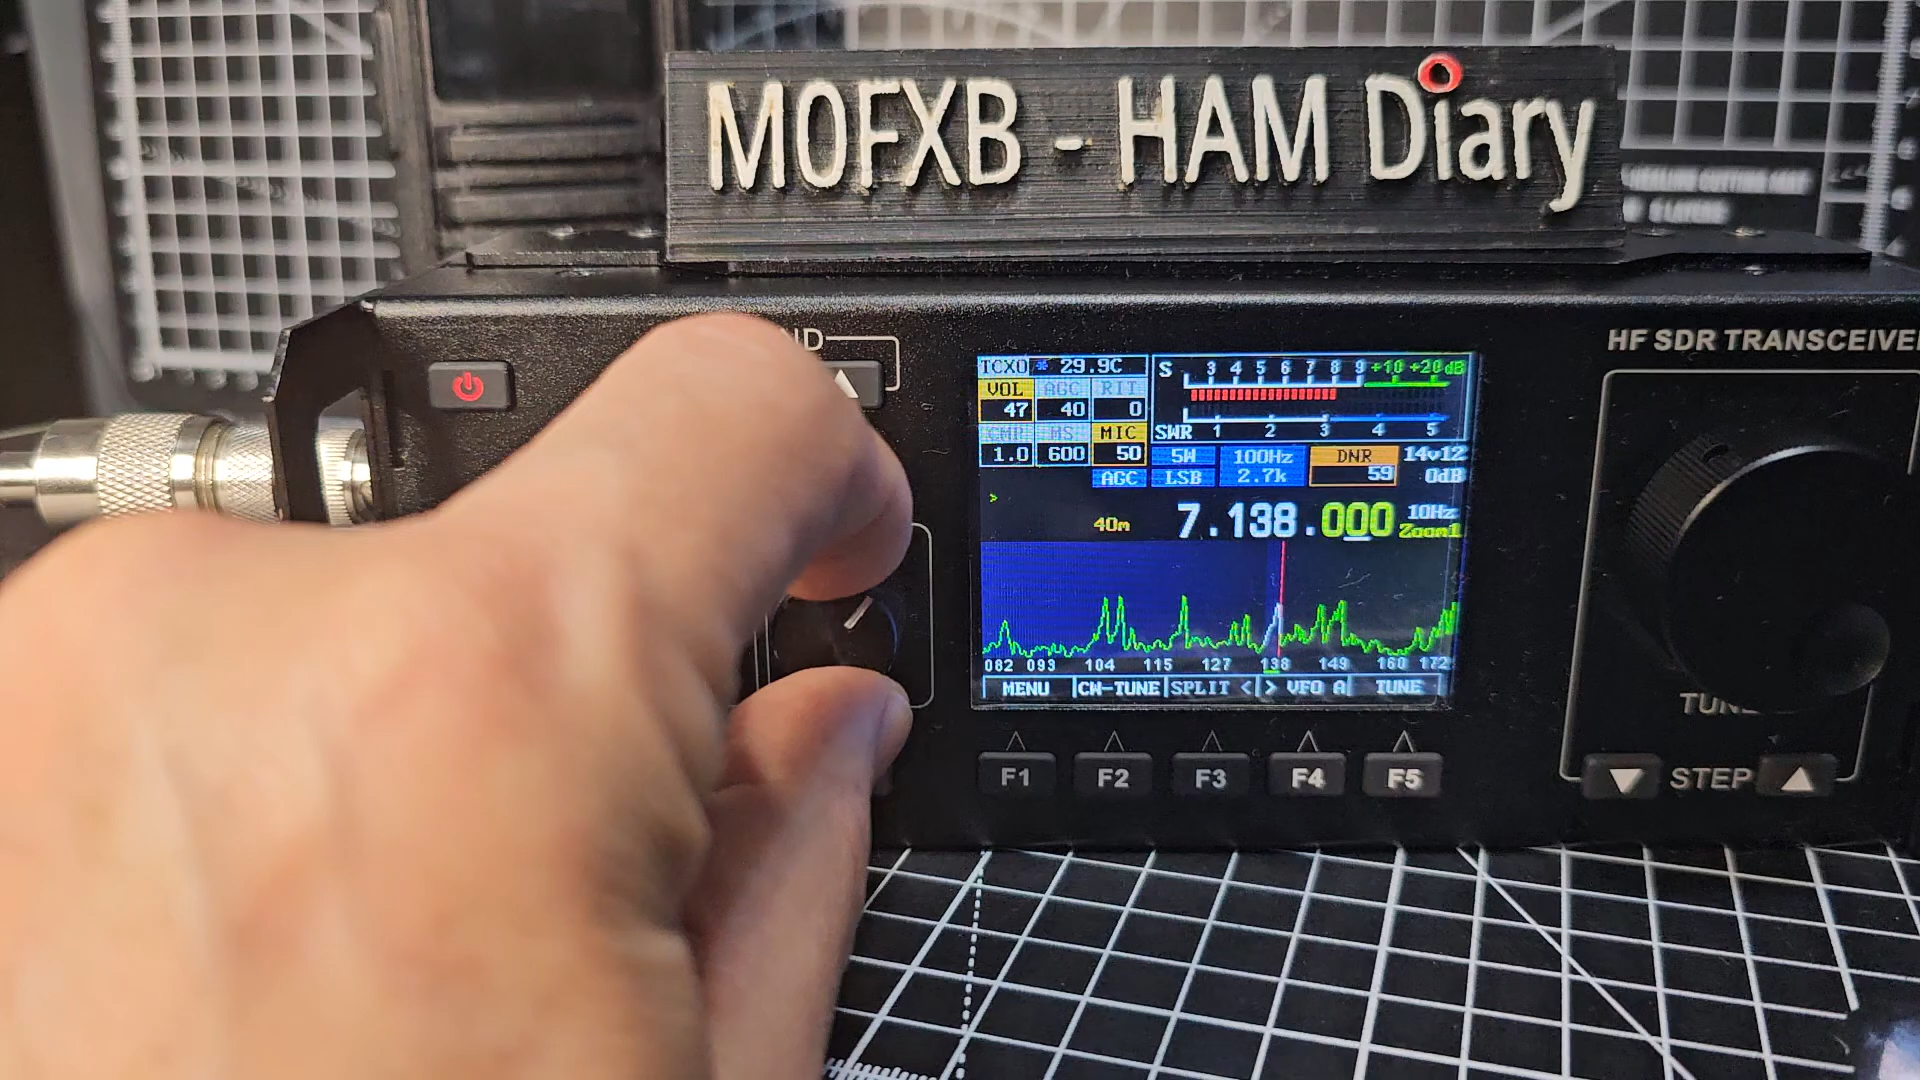 M0FXB - HAM Diary
HF SDR TRANSCEIVE
TCXO * 29.9C
VOL AGC RIT
47 40 0
CMP MS MIC
1.0 600 50
S 3 4 5 6 7 8 9 +10 +20dB
SWR 1 2 3 4 5
5W 100Hz DNR 14v12
AGC LSB 2.7k 59 0dB
>
40m 7.138.000 10Hz
Zoom1
082 093 104 115 127 138 149 160 172
MENU CW-TUNE SPLIT < > VFO A TUNE
F1 F2 F3 F4 F5
TUNE
STEP